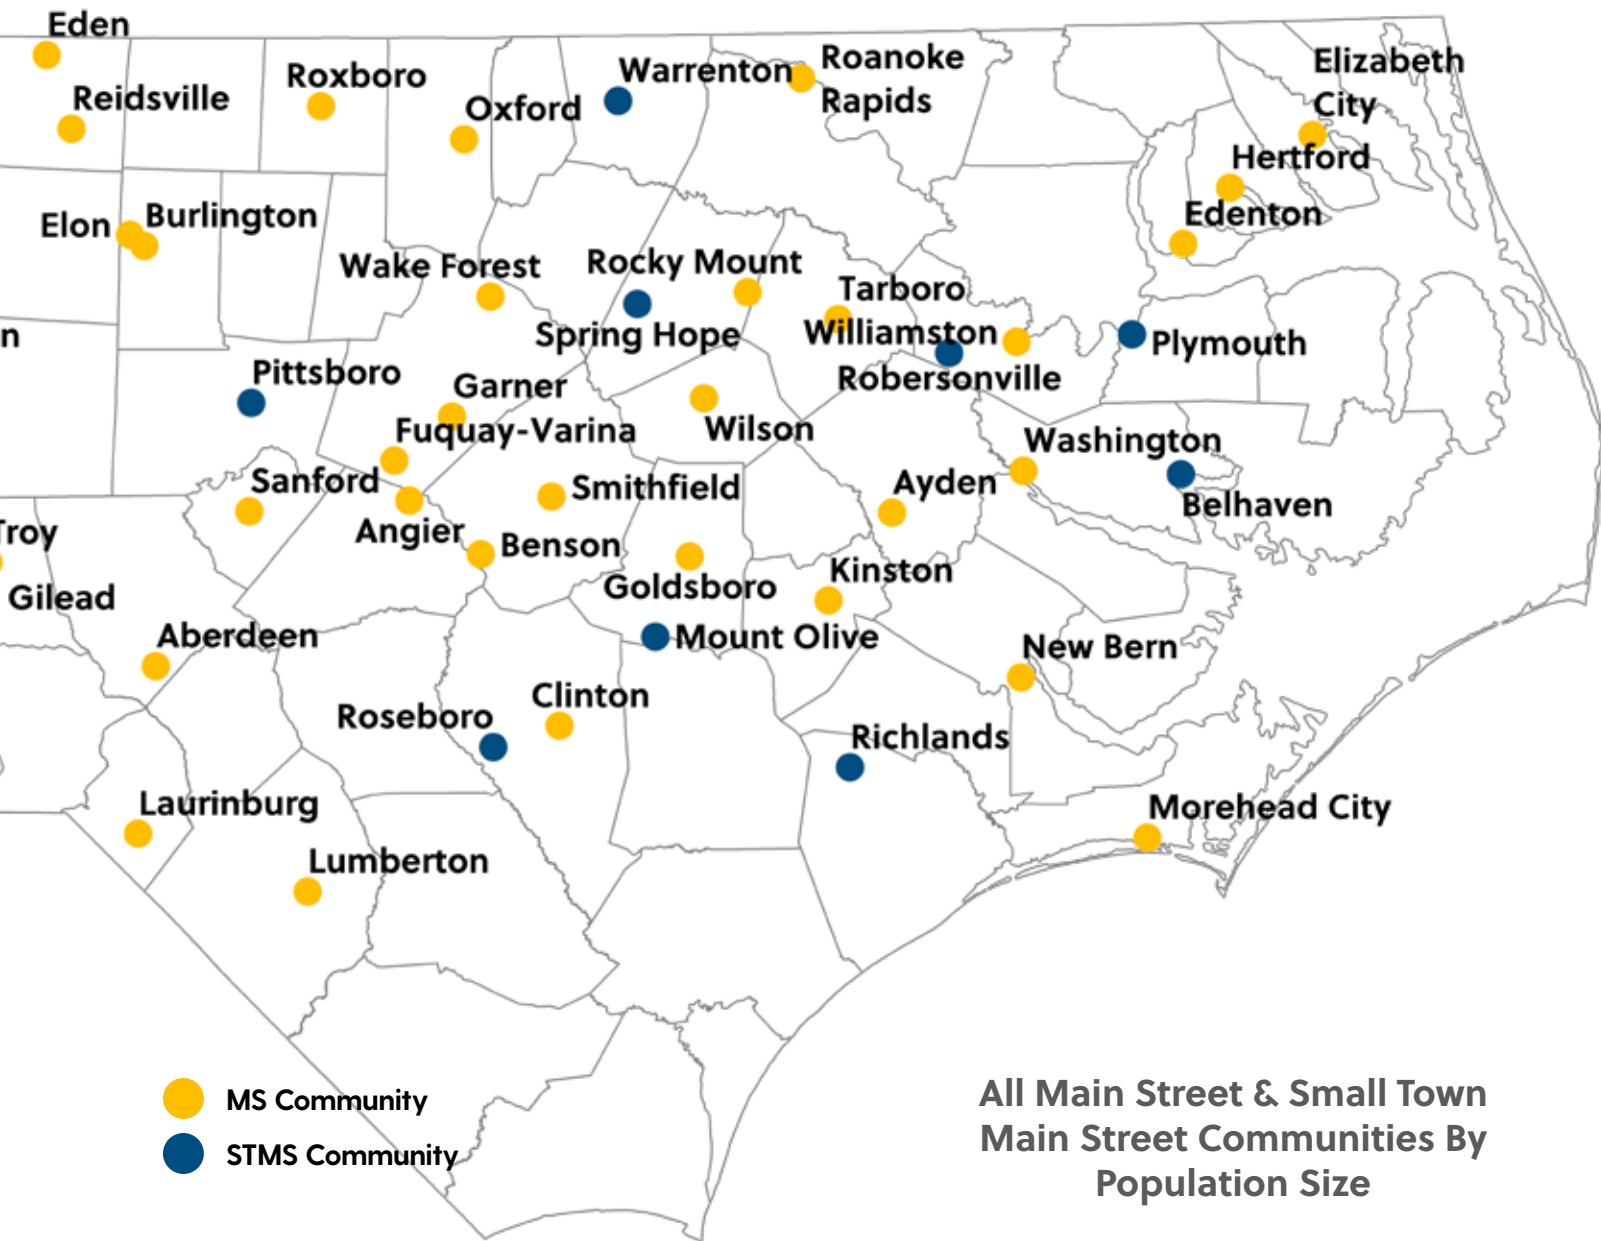 Eden
Reidsville
Roxboro
Oxford
Warrenton
Roanoke
Rapids
Elizabeth
City
Hertford
Edenton
Elon
Burlington
Wake Forest
Rocky Mount
Spring Hope
Tarboro
Williamston
Robersonville
Plymouth
n
Pittsboro
Garner
Fuquay-Varina
Wilson
Washington
Belhaven
Sanford
Angier
Smithfield
Benson
Ayden
Troy
Gilead
Goldsboro
Kinston
Aberdeen
Mount Olive
New Bern
Clinton
Roseboro
Richlands
Laurinburg
Morehead City
Lumberton
MS Community
STMS Community
All Main Street & Small Town
Main Street Communities By
Population Size